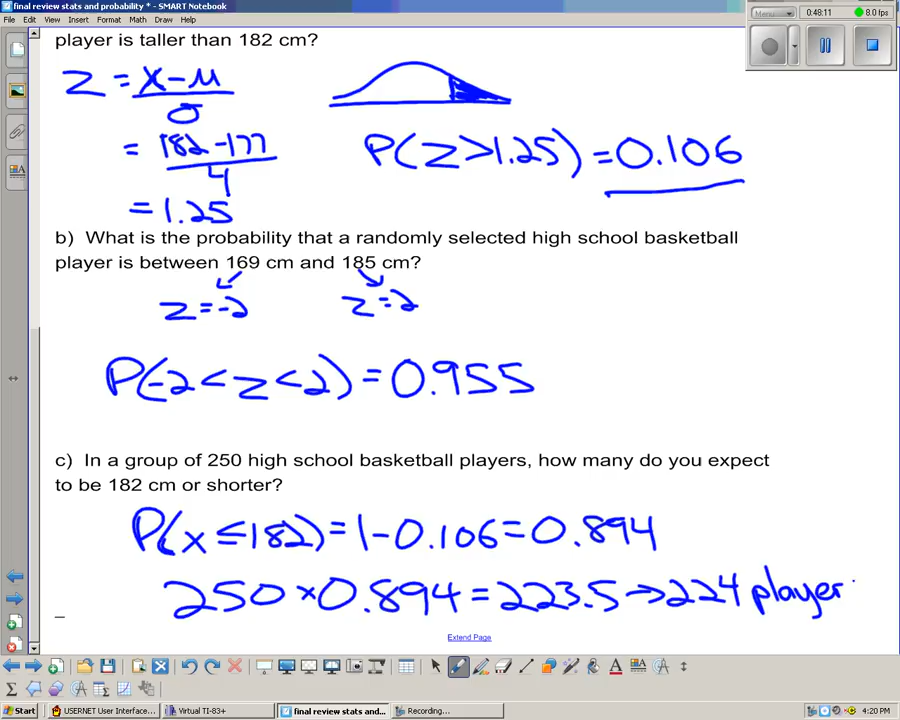 final review stats and probability * - SMART Notebook
File Edit View Insert Format Math Draw Help
Menu
0:48:11
8.0 fps
player is taller than 182 cm?
Z = X - μ / σ
= 182 - 177 / 4
= 1.25
P(Z > 1.25) = 0.106
b) What is the probability that a randomly selected high school basketball
player is between 169 cm and 185 cm?
z = -2 z = 2
P(-2 < z < 2) = 0.955
c) In a group of 250 high school basketball players, how many do you expect
to be 182 cm or shorter?
P(x ≤ 182) = 1 - 0.106 = 0.894
250 × 0.894 = 223.5 → 224 player
Extend Page
Start
USERNET User Interface...
Virtual TI-83+
final review stats and...
Recording...
4:20 PM